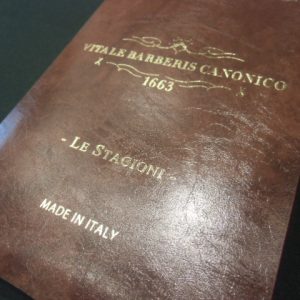 VITALE BARBERIS CANONICO
1663
- LE STAGIONI -
MADE IN ITALY